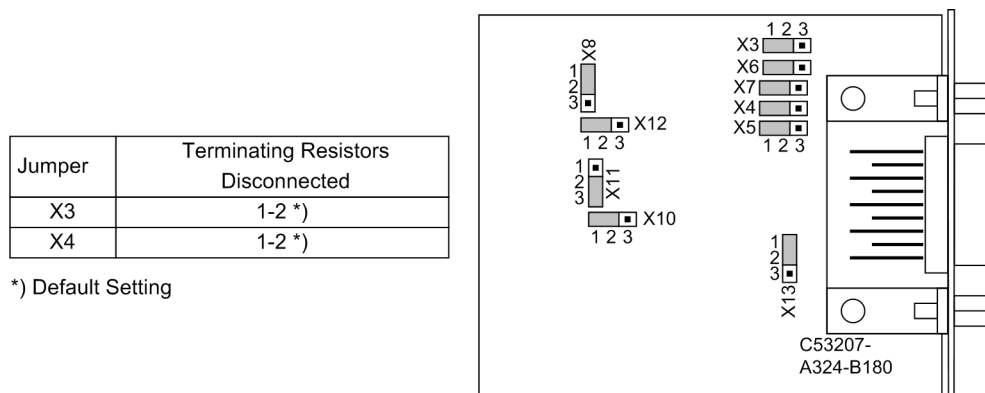 Jumper
Terminating Resistors
Disconnected
X3
1-2 *)
X4
1-2 *)
*) Default Setting
X8
1
2
3
X12
1 2 3
1
2
3
X11
X10
1 2 3
1 2 3
X3
X6
X7
X4
X5
1 2 3
1
2
3
X13
C53207-
A324-B180